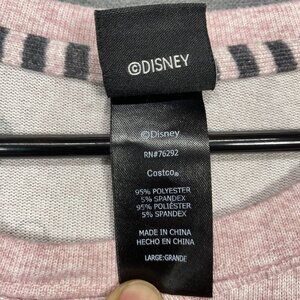 ©DISNEY
©Disney
RN#76292
Costco®
95% POLYESTER
5% SPANDEX
95% POLIÉSTER
5% SPANDEX
MADE IN CHINA
HECHO EN CHINA
LARGE/GRANDE